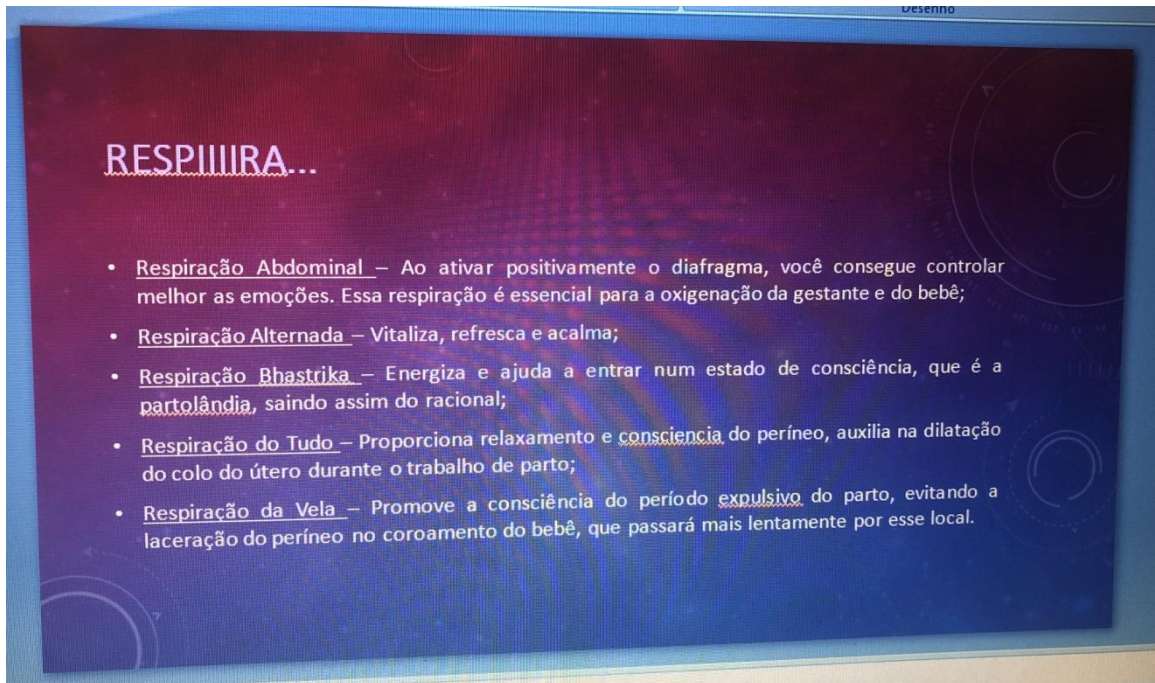 Desenho
RESPIIIIRA...
• Respiração Abdominal – Ao ativar positivamente o diafragma, você consegue controlar
melhor as emoções. Essa respiração é essencial para a oxigenação da gestante e do bebê;
• Respiração Alternada – Vitaliza, refresca e acalma;
• Respiração Bhastrika – Energiza e ajuda a entrar num estado de consciência, que é a
partolândia, saindo assim do racional;
• Respiração do Tudo – Proporciona relaxamento e consciencia do períneo, auxilia na dilatação
do colo do útero durante o trabalho de parto;
• Respiração da Vela – Promove a consciência do período expulsivo do parto, evitando a
laceração do períneo no coroamento do bebê, que passará mais lentamente por esse local.